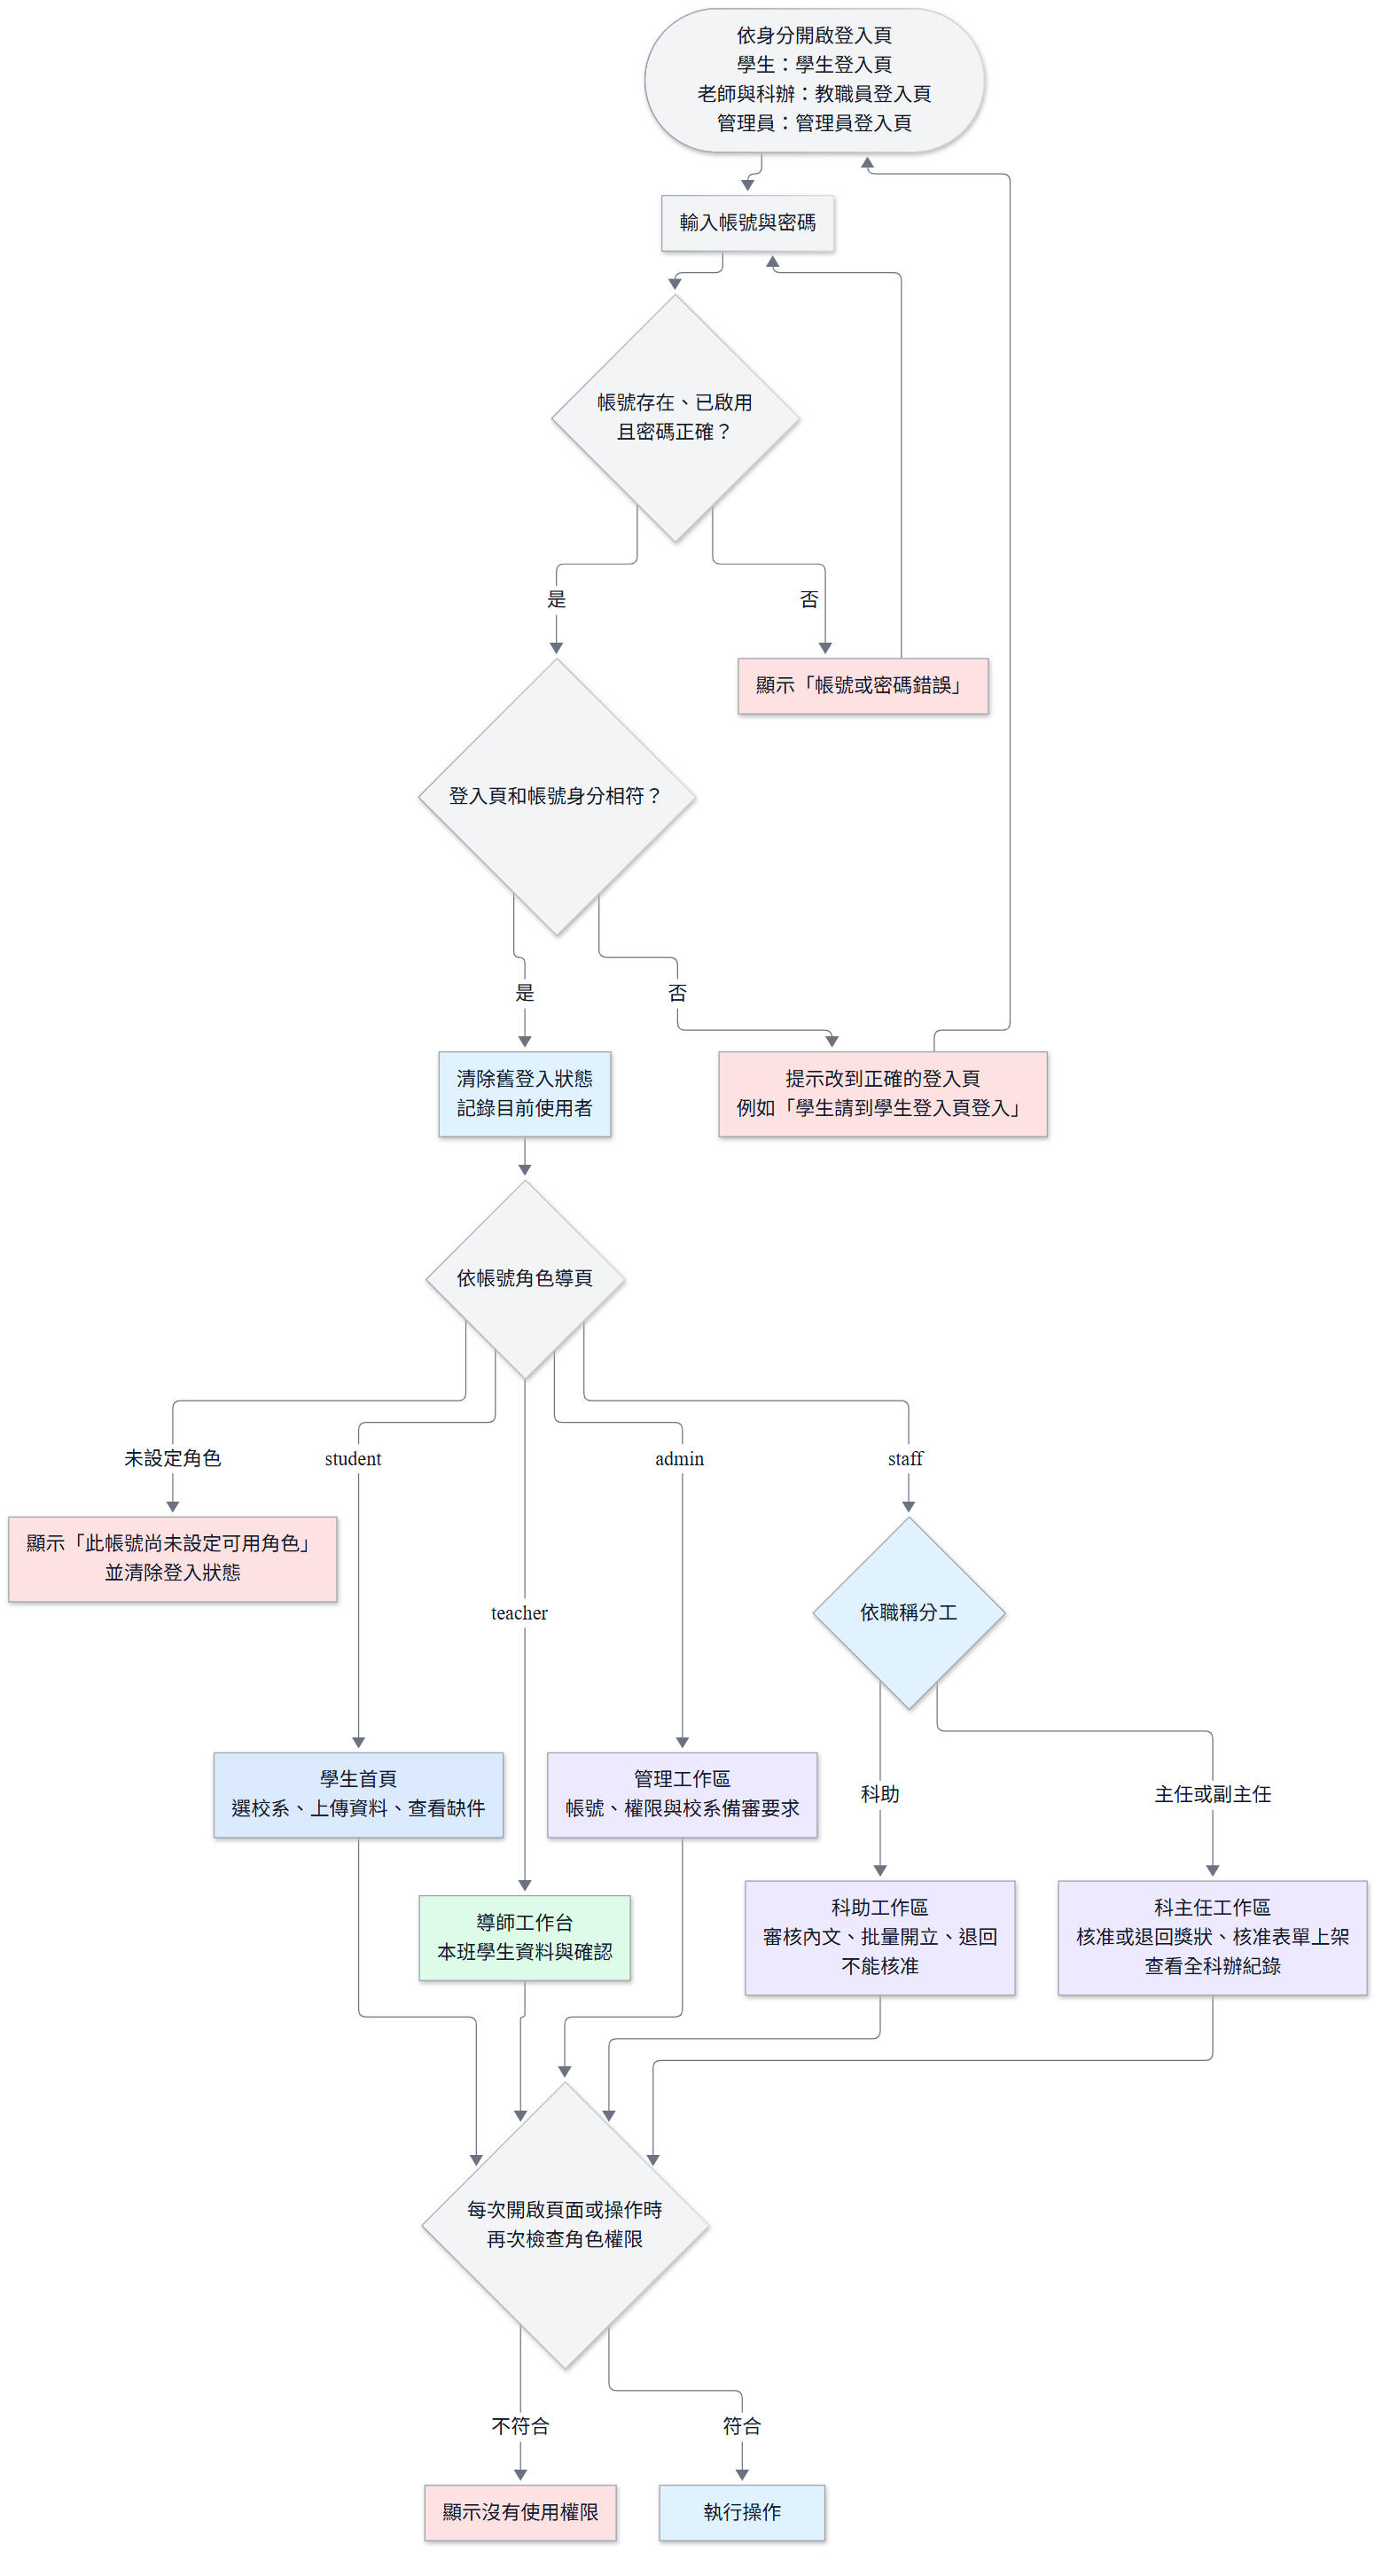 依身分開啟登入頁
學生：學生登入頁
老師與科辦：教職員登入頁
管理員：管理員登入頁
輸入帳號與密碼
帳號存在、已啟用
且密碼正確？
是
否
顯示「帳號或密碼錯誤」
登入頁和帳號身分相符？
是
否
清除舊登入狀態
記錄目前使用者
提示改到正確的登入頁
例如「學生請到學生登入頁登入」
依帳號角色導頁
未設定角色
student
admin
staff
顯示「此帳號尚未設定可用角色」
並清除登入狀態
teacher
依職稱分工
學生首頁
選校系、上傳資料、查看缺件
管理工作區
帳號、權限與校系備審要求
科助
主任或副主任
導師工作台
本班學生資料與確認
科助工作區
審核內文、批量開立、退回
不能核准
科主任工作區
核准或退回獎狀、核准表單上架
查看全科辦紀錄
每次開啟頁面或操作時
再次檢查角色權限
不符合
符合
顯示沒有使用權限
執行操作